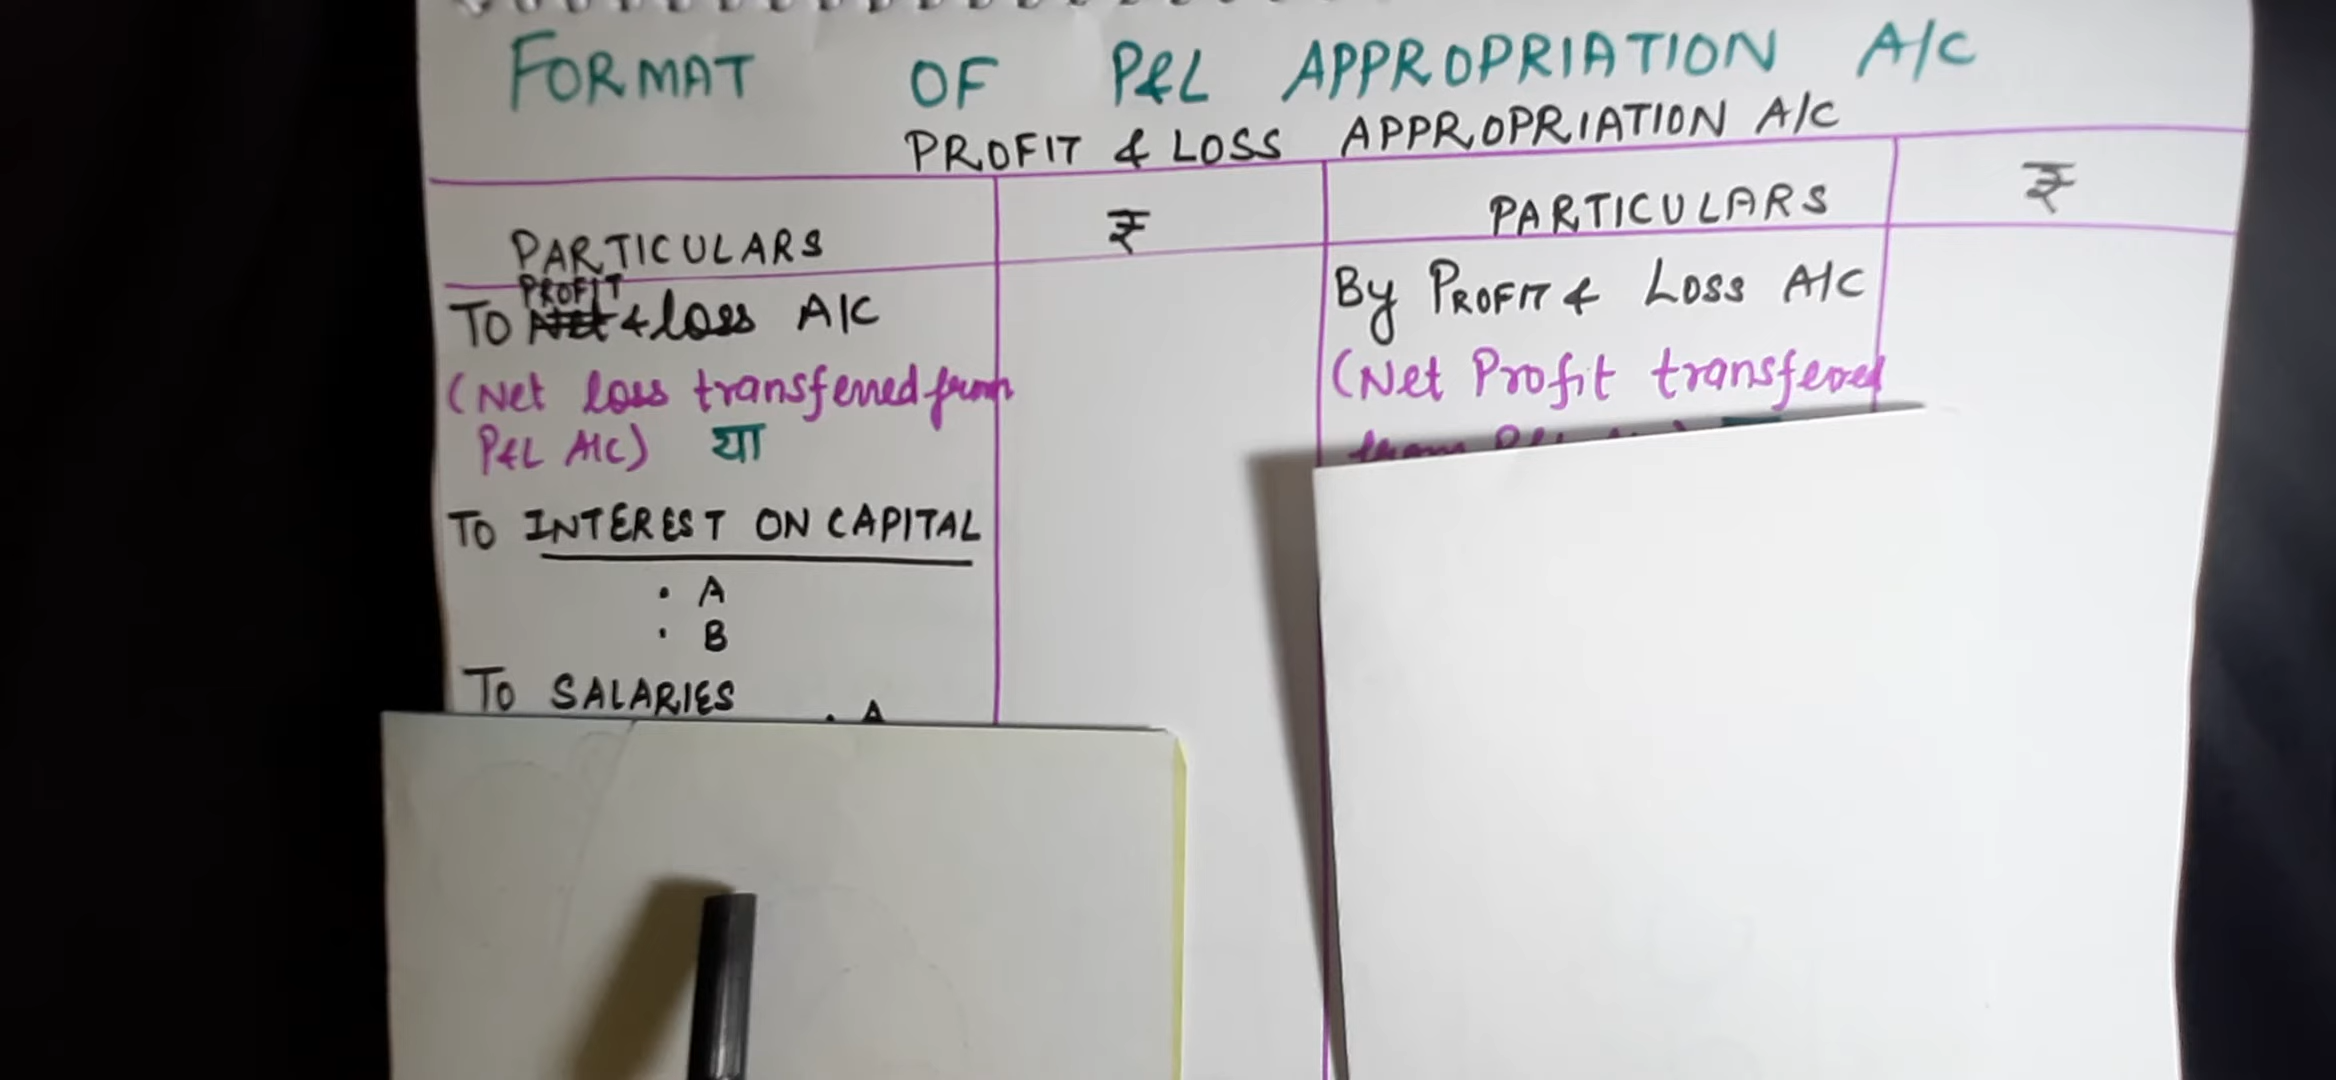 FORMAT OF P&L APPROPRIATION A/C
PROFIT & LOSS APPROPRIATION A/C
PARTICULARS ₹ PARTICULARS ₹
PROFIT
TO & loss A/C
(Net loss transferred from
P&L A/C) या
TO INTEREST ON CAPITAL
. A
. B
TO SALARIES . A
By PROFIT & LOSS A/C
(Net Profit transfered